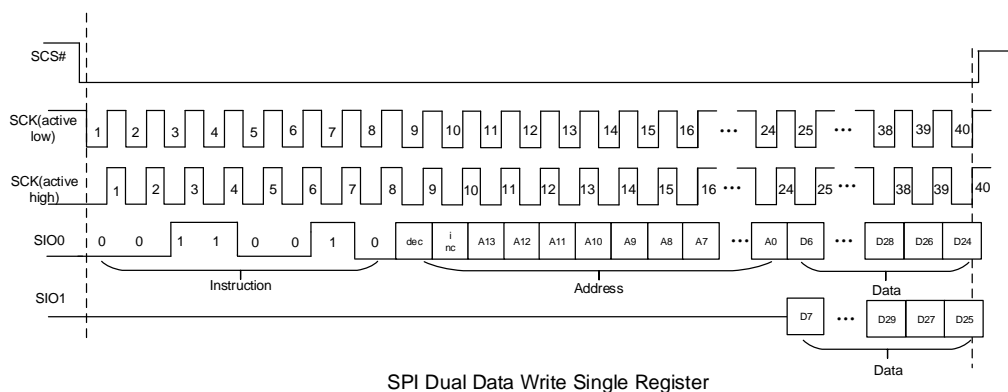 SCS#
SCK(active
low)
1 2 3 4 5 6 7 8 9 10 11 12 13 14 15 16 ••• 24 25 ••• 38 39 40
SCK(active
high)
1 2 3 4 5 6 7 8 9 10 11 12 13 14 15 16 ••• 24 25 ••• 38 39 40
SIO0
0 0 1 1 0 0 1 0 dec i
nc A13 A12 A11 A10 A9 A8 A7 ••• A0 D6 ••• D28 D26 D24
Instruction Address Data
SIO1
D7 ••• D29 D27 D25
Data
SPI Dual Data Write Single Register